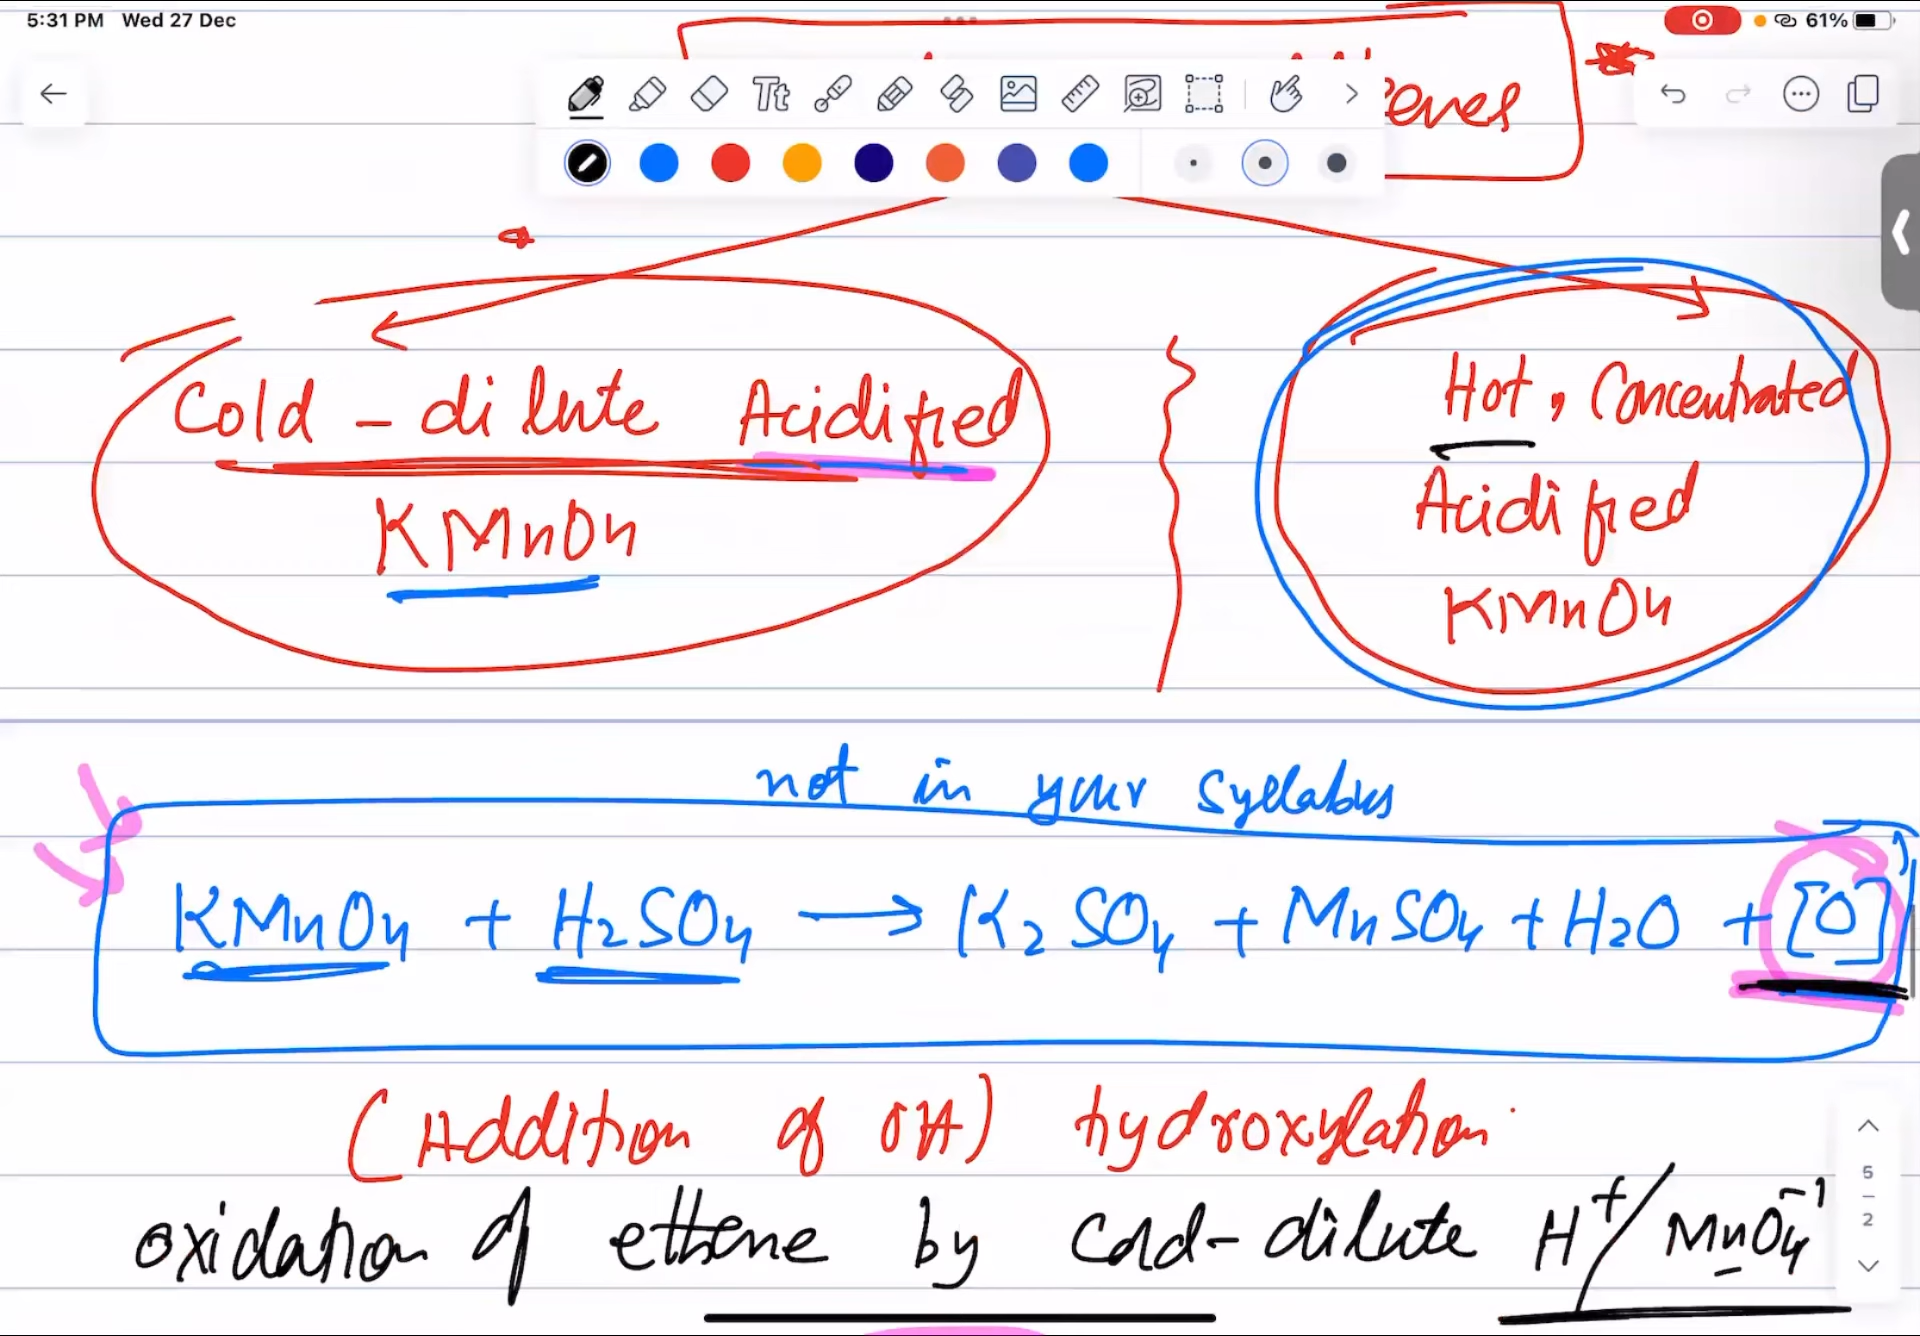 5:31 PM Wed 27 Dec
61%
Tt
Cold - dilute Acidified
KMnO4
Hot, Concentrated
Acidified
KMnO4
not in your syllabus
KMnO4 + H2SO4 → K2SO4 + MnSO4 + H2O + [O]
(Addition of OH) hydroxylation
5
2
oxidation of ethene by cold-dilute H+/MnO4-1